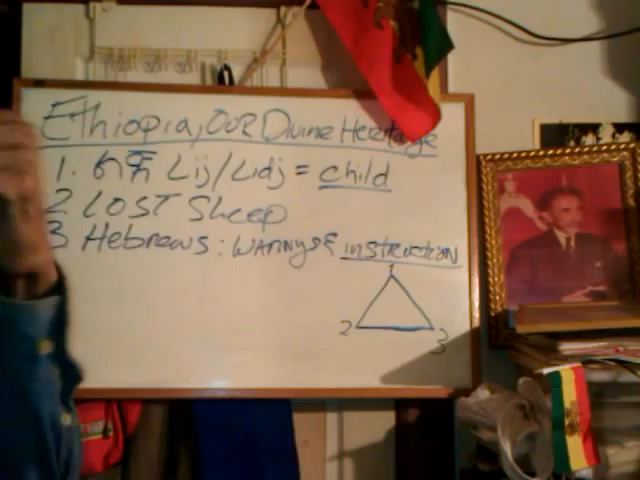 Ethiopia, OUR Divine Heritage
1. ልጅ Lij/Lidj = child
2 LOST Sheep
3 Hebrews: WARNINgs & instruction
1
2 3